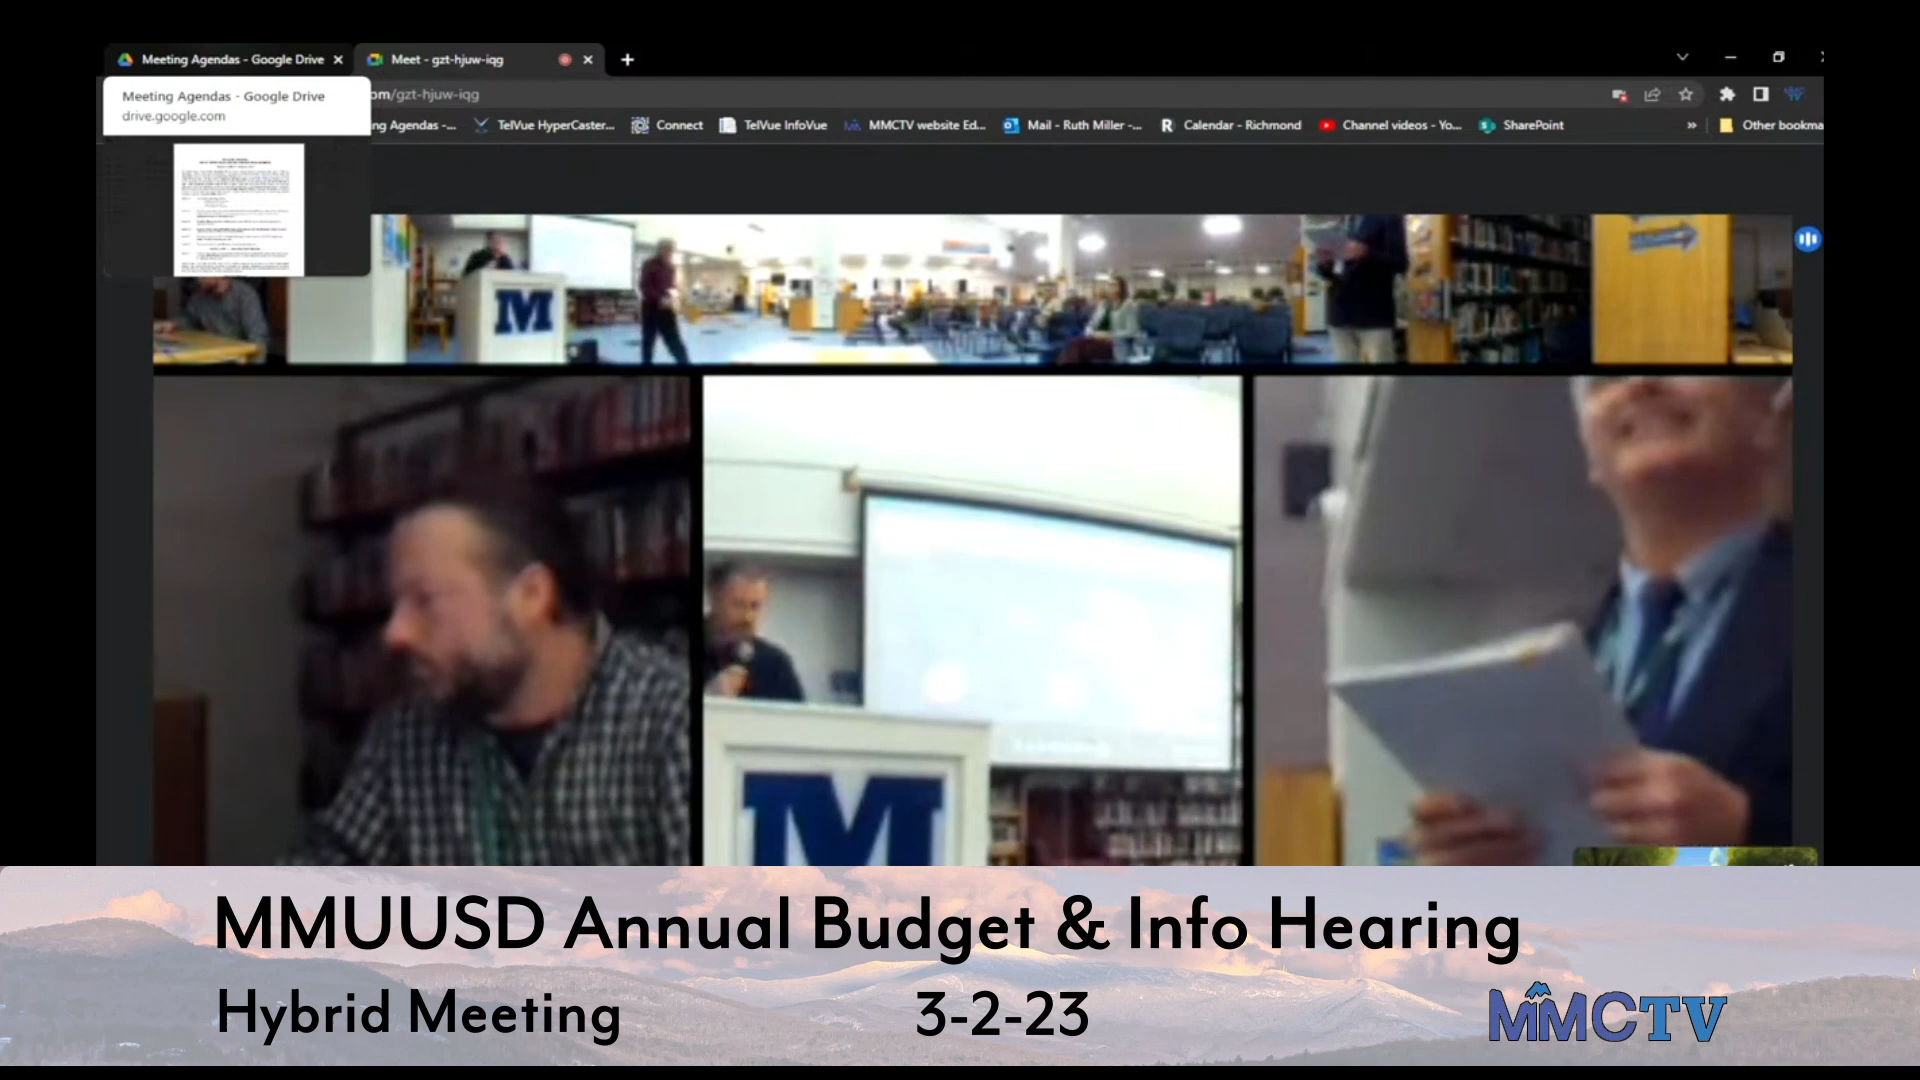 Meeting Agendas - Google Drive
Meet - gzt-hjuw-iqg
Meeting Agendas - Google Drive
drive.google.com
om/gzt-hjuw-iqg
ng Agendas -...
TelVue HyperCaster...
Connect
TelVue InfoVue
MMCTV website Ed...
Mail - Ruth Miller -...
Calendar - Richmond
Channel videos - Yo...
SharePoint
»
Other bookma
M
M
MMUUSD Annual Budget & Info Hearing
Hybrid Meeting
3-2-23
MMCTV